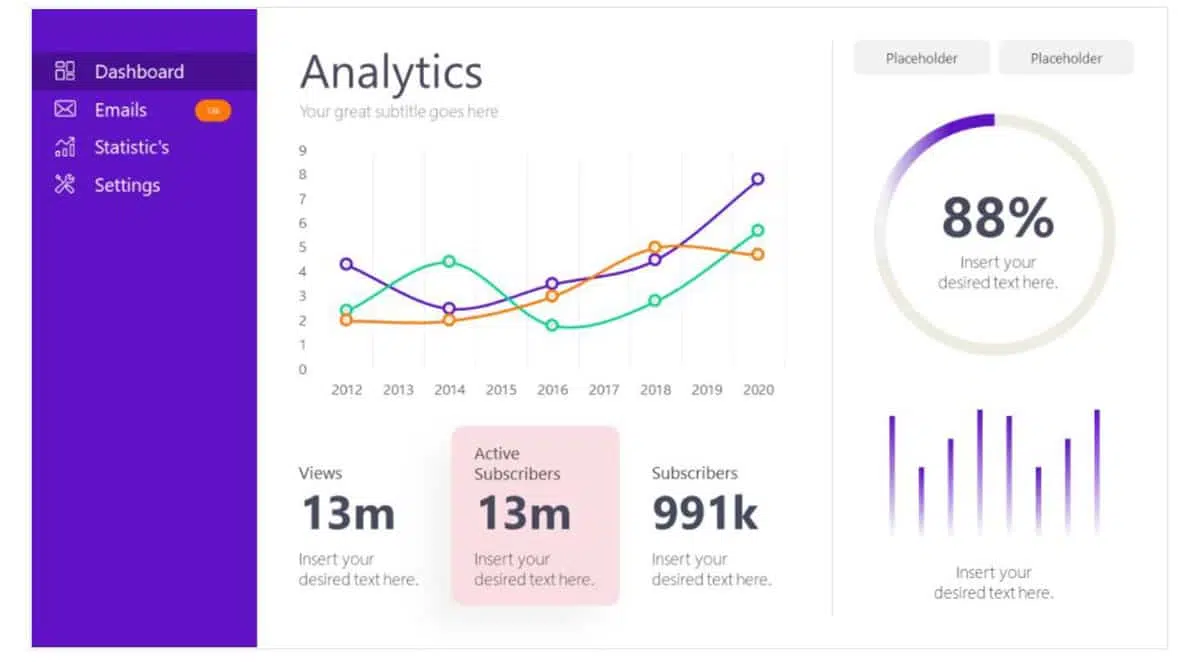 Dashboard
Emails
Statistic's
Settings
Analytics
Your great subtitle goes here
9
8
7
6
5
4
3
2
1
0
2012 2013 2014 2015 2016 2017 2018 2019 2020
Views
13m
Insert your
desired text here.
Active
Subscribers
13m
Insert your
desired text here.
Subscribers
991k
Insert your
desired text here.
Placeholder Placeholder
88%
Insert your
desired text here.
Insert your
desired text here.